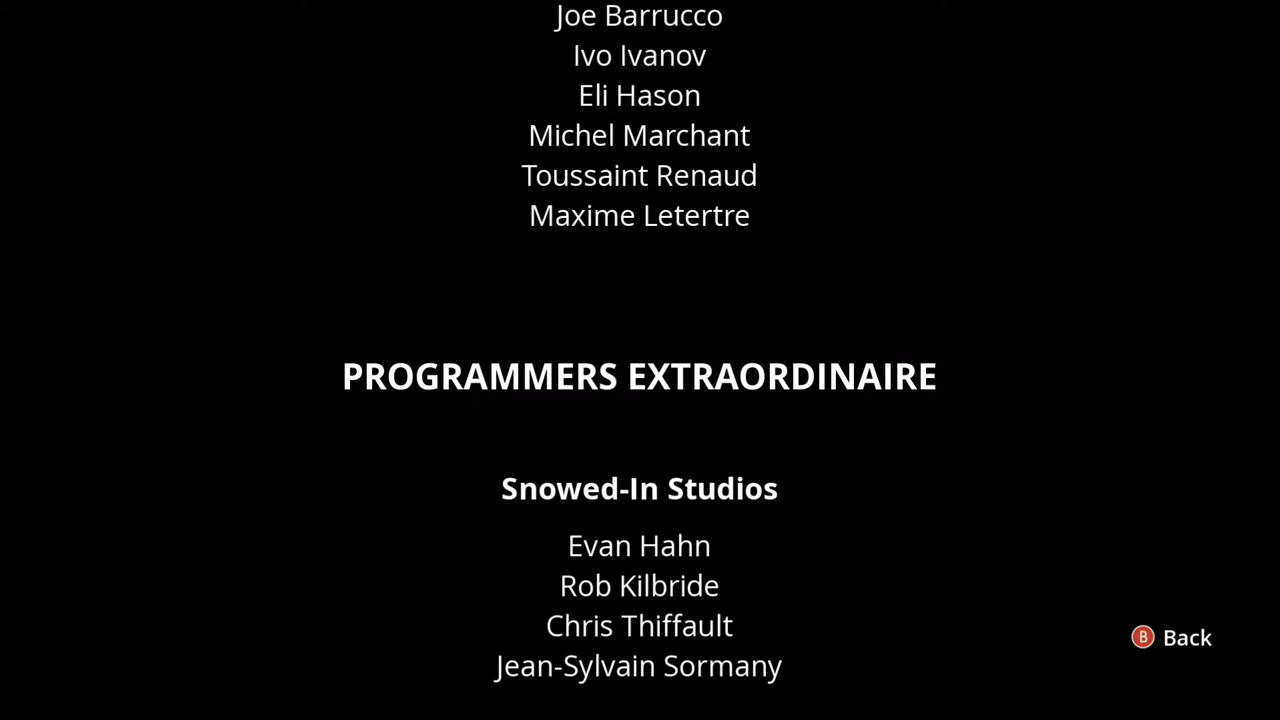 Joe Barrucco
Ivo Ivanov
Eli Hason
Michel Marchant
Toussaint Renaud
Maxime Letertre
PROGRAMMERS EXTRAORDINAIRE
Snowed-In Studios
Evan Hahn
Rob Kilbride
Chris Thiffault
Jean-Sylvain Sormany
B Back